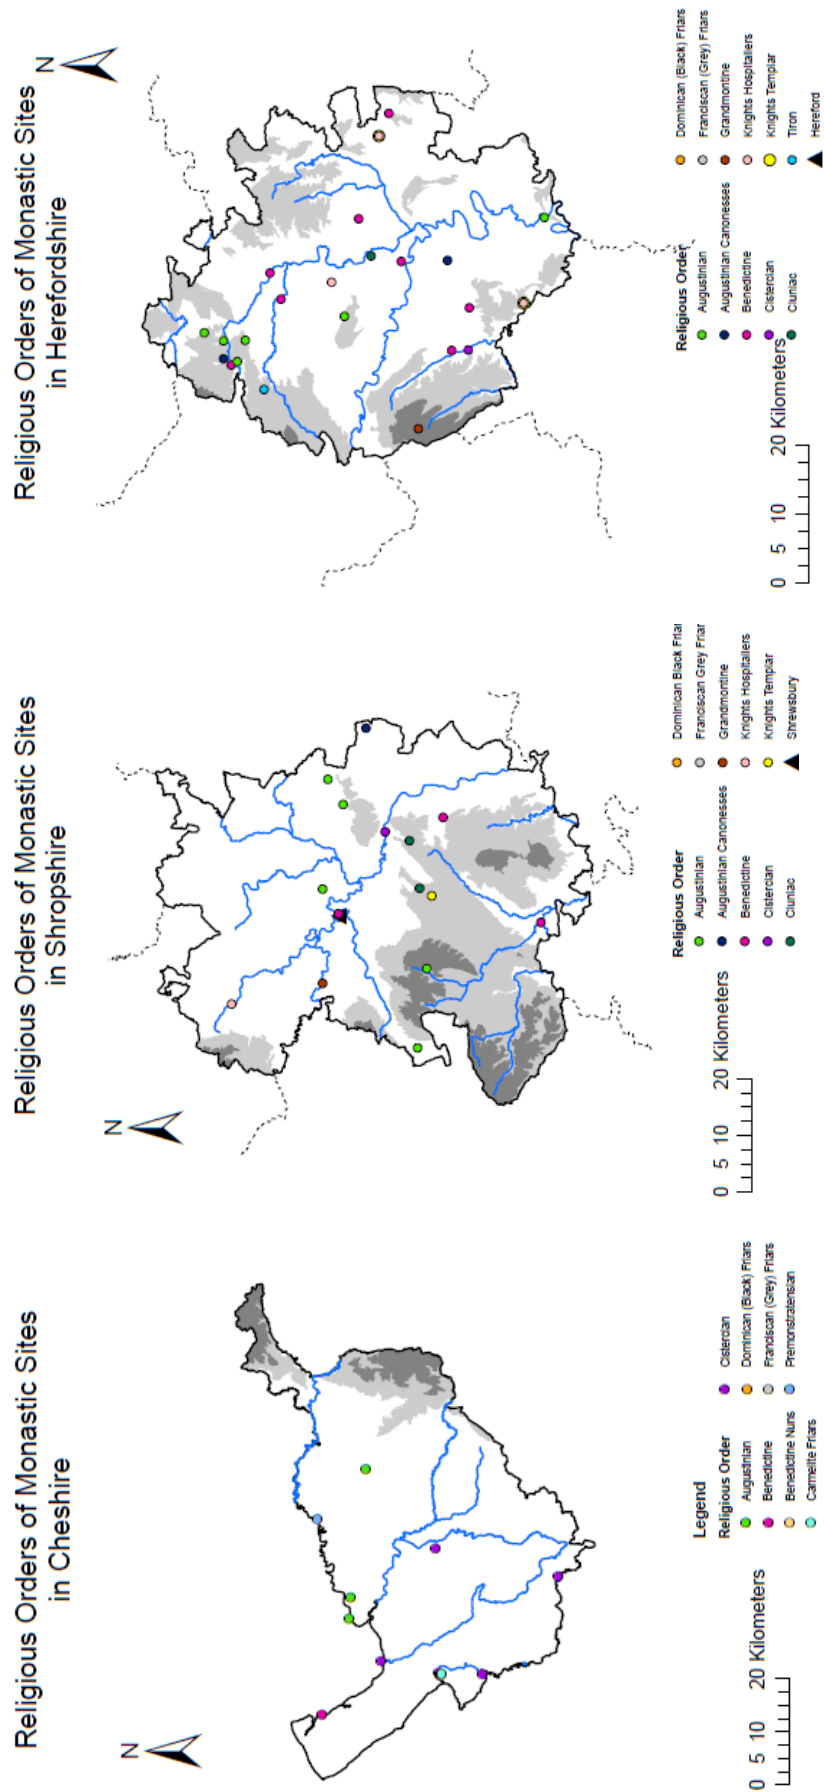 Religious Orders of Monastic Sites
in Cheshire
N
0 5 10 20 Kilometers
Legend
Religious Order
Augustinian
Benedictine
Benedictine Nuns
Carmelite Friars
Cistercian
Dominican (Black) Friars
Franciscan (Grey) Friars
Premonstratensian
Religious Orders of Monastic Sites
in Shropshire
N
0 5 10 20 Kilometers
Religious Order
Augustinian
Augustinian Canonesses
Benedictine
Cistercian
Cluniac
Dominican Black Friar
Franciscan Grey Friar
Grandmontine
Knights Hospitallers
Knights Templar
Shrewsbury
Religious Orders of Monastic Sites
in Herefordshire
N
0 5 10 20 Kilometers
Religious Order
Augustinian
Augustinian Canonesses
Benedictine
Cistercian
Cluniac
Dominican (Black) Friars
Franciscan (Grey) Friars
Grandmontine
Knights Hospitallers
Knights Templar
Tiron
Hereford